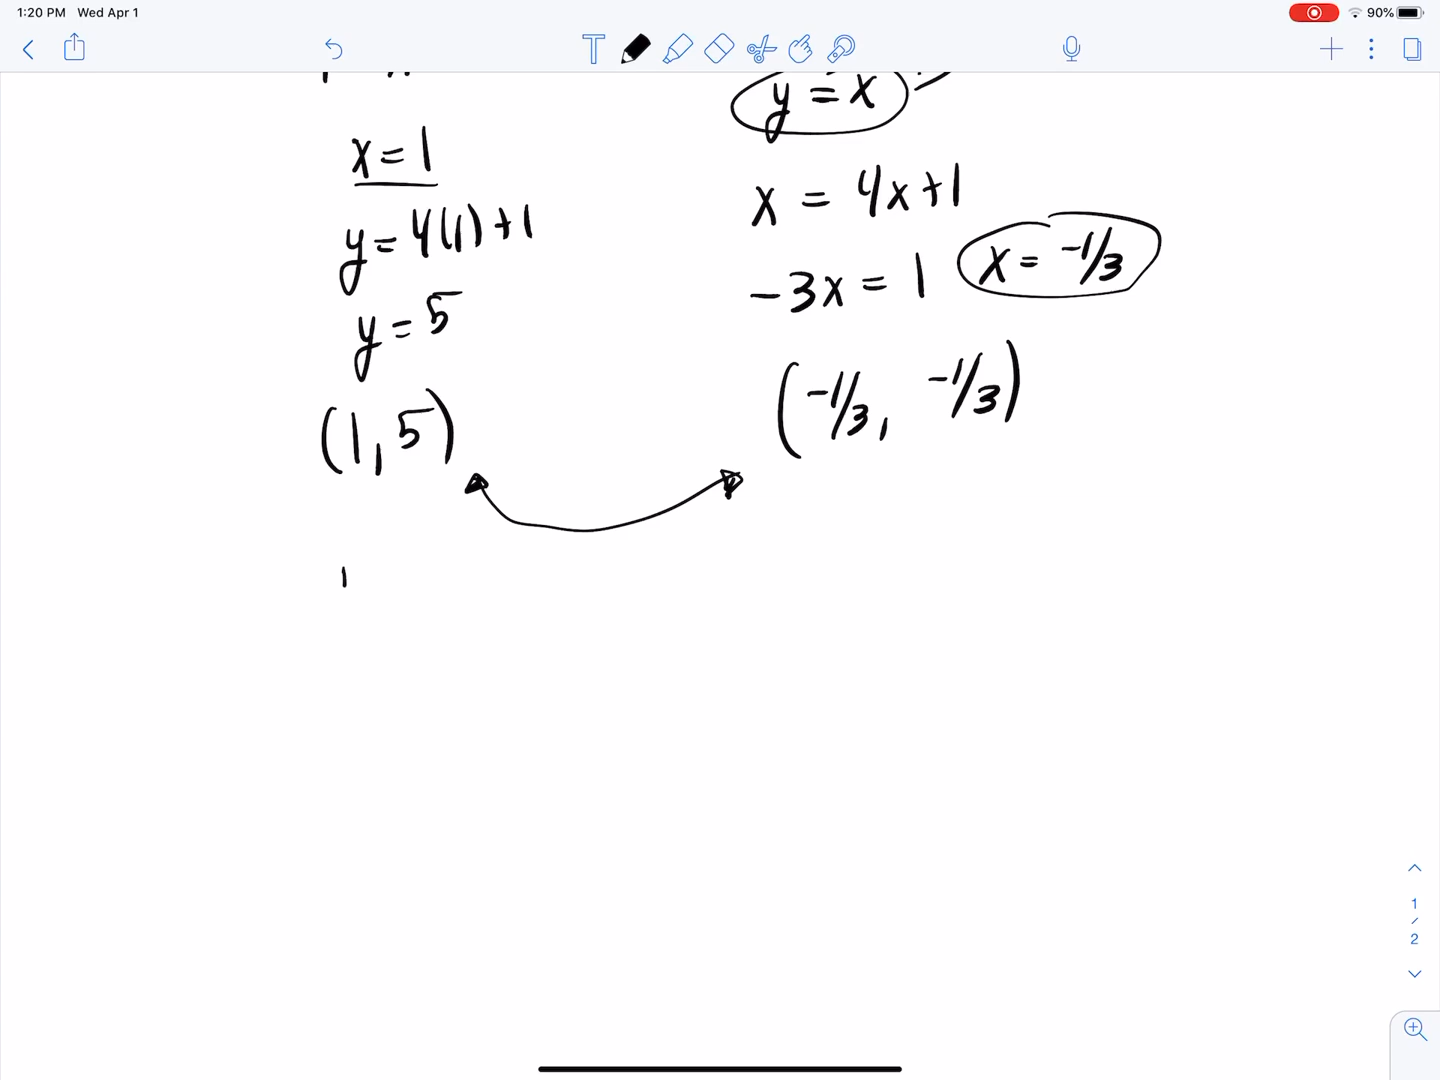 1:20 PM Wed Apr 1 90%
T
x = 1
y = 4(1) + 1
y = 5
(1, 5)
y = x
x = 4x + 1
-3x = 1 x = -1/3
(-1/3, -1/3)
1
/
2